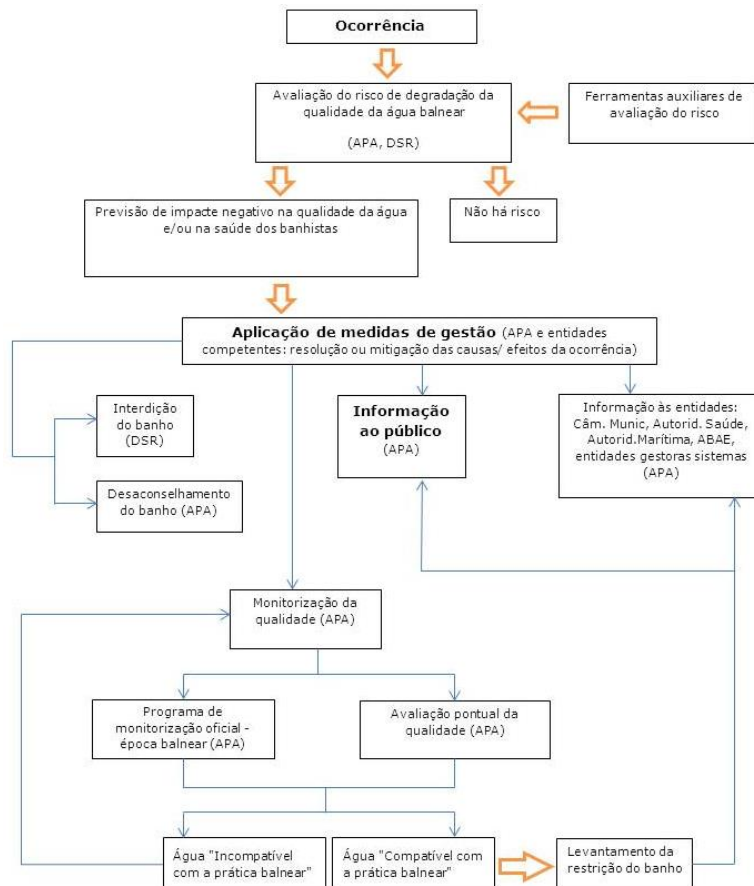 Ocorrência
Avaliação do risco de degradação da
qualidade da água balnear
(APA, DSR)
Ferramentas auxiliares de
avaliação do risco
Previsão de impacte negativo na qualidade da água
e/ou na saúde dos banhistas
Não há risco
Aplicação de medidas de gestão (APA e entidades
competentes: resolução ou mitigação das causas/ efeitos da ocorrência)
Interdição
do banho
(DSR)
Desaconselhamento
do banho (APA)
Informação
ao público
(APA)
Informação às entidades:
Câm. Munic, Autorid. Saúde,
Autorid.Marítima, ABAE,
entidades gestoras sistemas
(APA)
Monitorização da
qualidade (APA)
Programa de
monitorização oficial -
época balnear (APA)
Avaliação pontual da
qualidade (APA)
Água "Incompatível
com a prática balnear"
Água "Compatível com
a prática balnear"
Levantamento da
restrição do banho